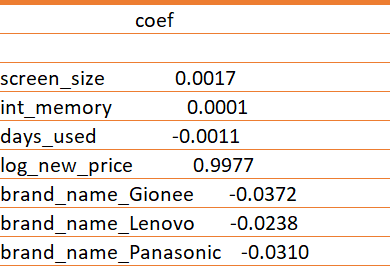 coef
screen_size 0.0017
int_memory 0.0001
days_used -0.0011
log_new_price 0.9977
brand_name_Gionee -0.0372
brand_name_Lenovo -0.0238
brand_name_Panasonic -0.0310